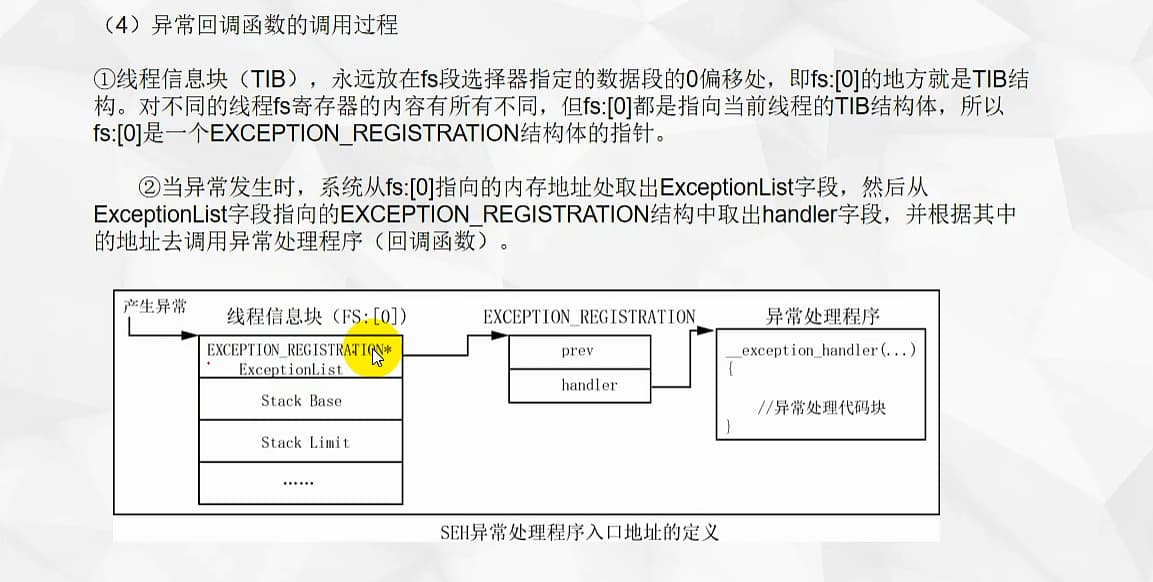 （4）异常回调函数的调用过程
①线程信息块（TIB），永远放在fs段选择器指定的数据段的0偏移处，即fs:[0]的地方就是TIB结
构。对不同的线程fs寄存器的内容有所有不同，但fs:[0]都是指向当前线程的TIB结构体，所以
fs:[0]是一个EXCEPTION_REGISTRATION结构体的指针。
②当异常发生时，系统从fs:[0]指向的内存地址处取出ExceptionList字段，然后从
ExceptionList字段指向的EXCEPTION_REGISTRATION结构中取出handler字段，并根据其中
的地址去调用异常处理程序（回调函数）。
产生异常
线程信息块（FS:[0]）
EXCEPTION_REGISTRATION*
ExceptionList
Stack Base
Stack Limit
……
EXCEPTION_REGISTRATION
prev
handler
异常处理程序
__exception_handler(...)
{
//异常处理代码块
}
SEH异常处理程序入口地址的定义